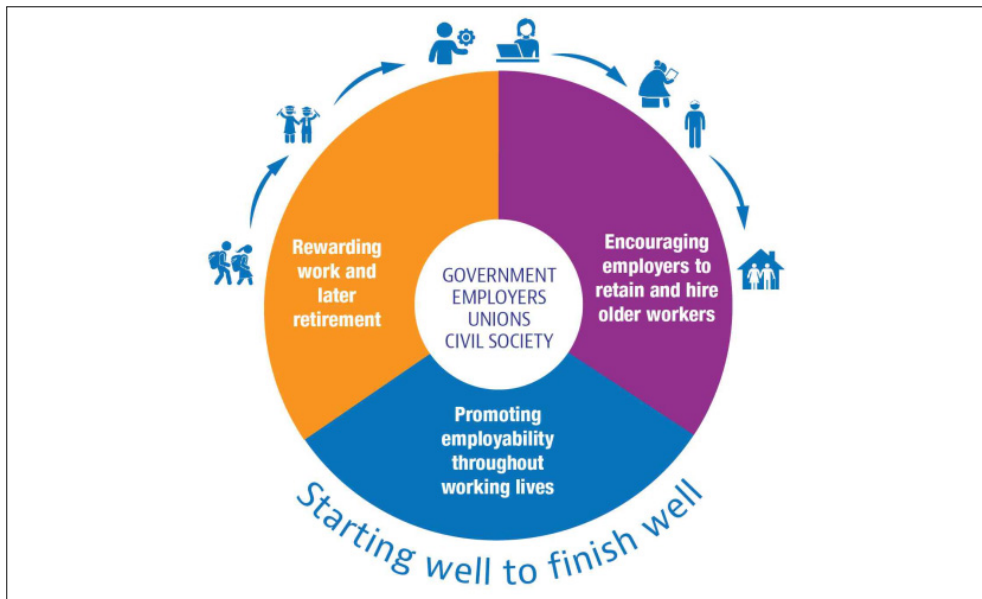 Rewarding
work and
later
retirement
GOVERNMENT
EMPLOYERS
UNIONS
CIVIL SOCIETY
Encouraging
employers to
retain and hire
older workers
Promoting
employability
throughout
working lives
Starting well to finish well